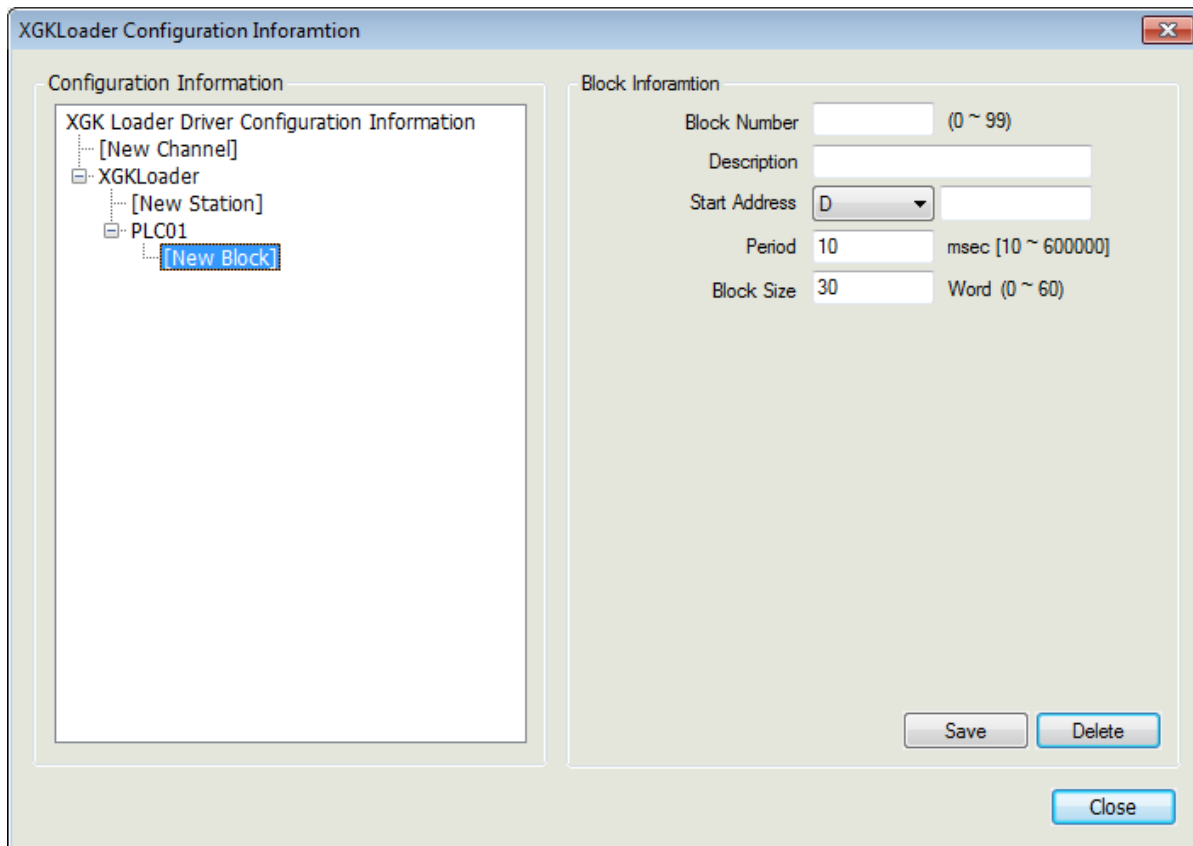 XGKLoader Configuration Inforamtion
Configuration Information
XGK Loader Driver Configuration Information
[New Channel]
XGKLoader
[New Station]
PLC01
[New Block]
Block Inforamtion
Block Number (0 ~ 99)
Description
Start Address D
Period 10 msec [10 ~ 600000]
Block Size 30 Word (0 ~ 60)
Save Delete
Close